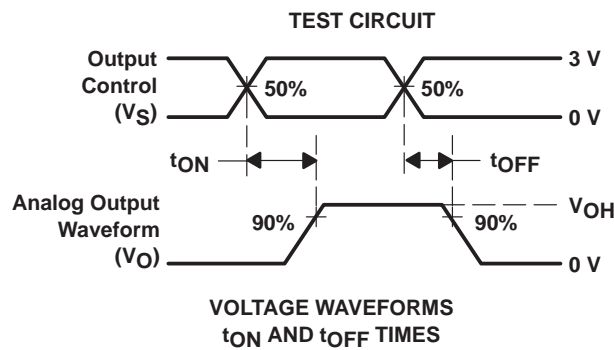 TEST CIRCUIT
Output
Control
(VS)
50%
50%
3 V
0 V
tON
tOFF
Analog Output
Waveform
(VO)
90%
90%
VOH
0 V
VOLTAGE WAVEFORMS
tON AND tOFF TIMES